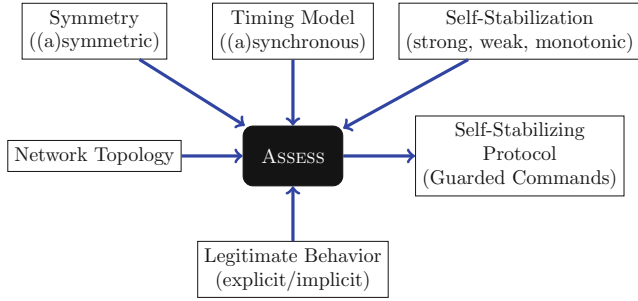 Symmetry
((a)symmetric)
Timing Model
((a)synchronous)
Self-Stabilization
(strong, weak, monotonic)
Network Topology
ASSESS
Self-Stabilizing
Protocol
(Guarded Commands)
Legitimate Behavior
(explicit/implicit)